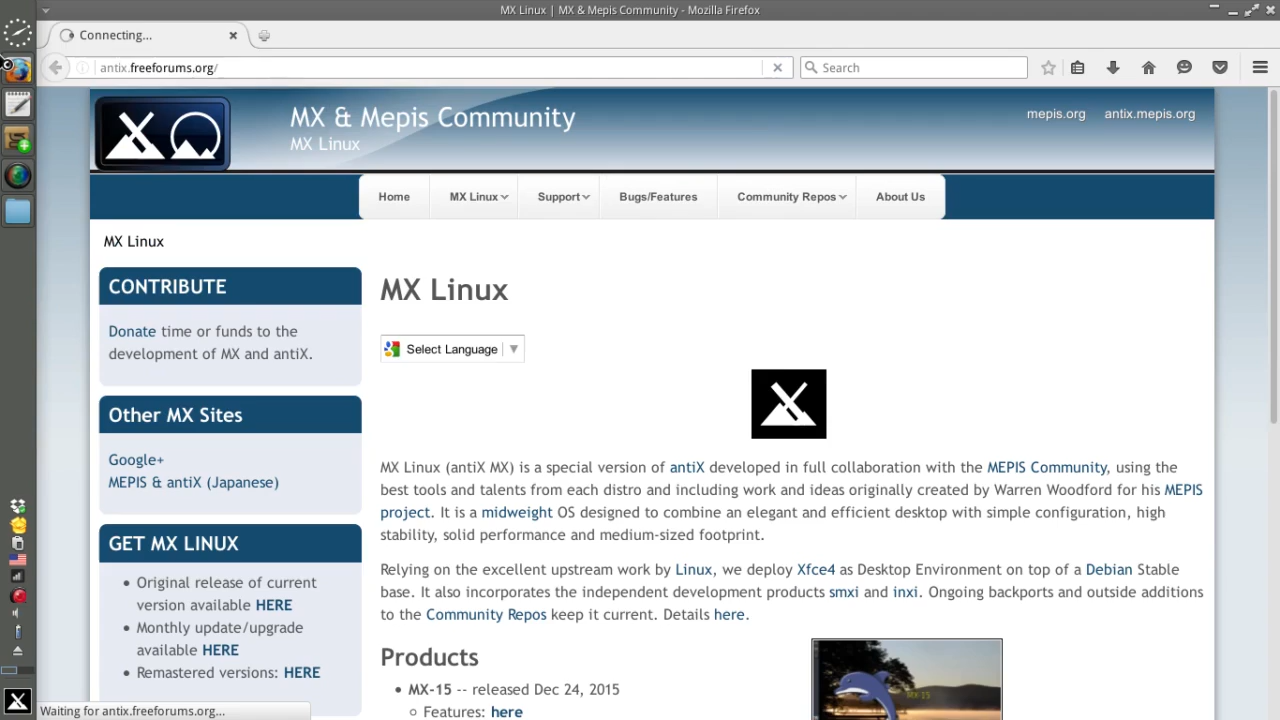 MX Linux | MX & Mepis Community - Mozilla Firefox
Connecting...
antix.freeforums.org/
Search
MX & Mepis Community
MX Linux
mepis.org antix.mepis.org
Home MX Linux Support Bugs/Features Community Repos About Us
MX Linux
CONTRIBUTE
Donate time or funds to the
development of MX and antiX.
Other MX Sites
Google+
MEPIS & antiX (Japanese)
GET MX LINUX
Original release of current
version available HERE
Monthly update/upgrade
available HERE
Remastered versions: HERE
MX Linux
Select Language
MX Linux (antiX MX) is a special version of antiX developed in full collaboration with the MEPIS Community, using the
best tools and talents from each distro and including work and ideas originally created by Warren Woodford for his MEPIS
project. It is a midweight OS designed to combine an elegant and efficient desktop with simple configuration, high
stability, solid performance and medium-sized footprint.
Relying on the excellent upstream work by Linux, we deploy Xfce4 as Desktop Environment on top of a Debian Stable
base. It also incorporates the independent development products smxi and inxi. Ongoing backports and outside additions
to the Community Repos keep it current. Details here.
Products
MX-15 -- released Dec 24, 2015
Features: here
MX-15
Waiting for antix.freeforums.org...